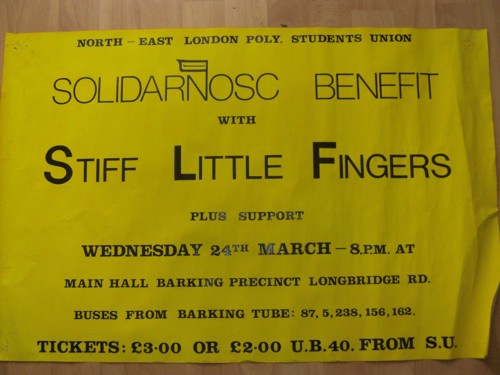 NORTH – EAST LONDON POLY. STUDENTS UNION
SOLIDARNOSC BENEFIT
WITH
STIFF LITTLE FINGERS
PLUS SUPPORT
WEDNESDAY 24TH MARCH – 8P.M. AT
MAIN HALL BARKING PRECINCT LONGBRIDGE RD.
BUSES FROM BARKING TUBE: 87, 5, 238, 156, 162.
TICKETS: £3·00 OR £2·00 U.B.40. FROM S.U.